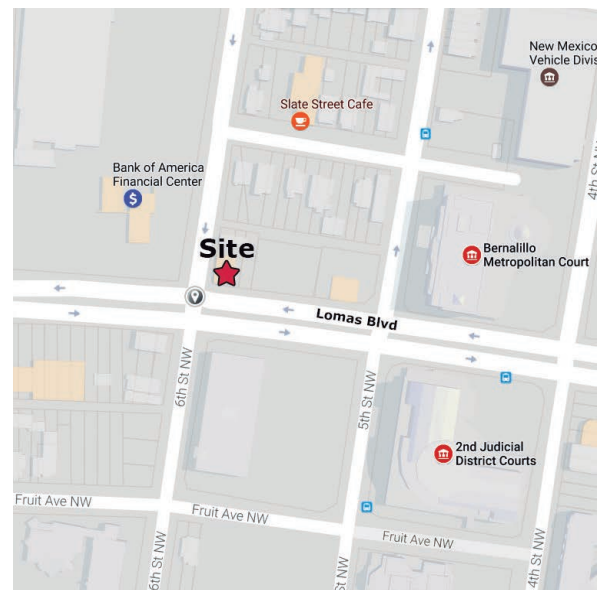 New Mexico
Vehicle Divis
Slate Street Cafe
Bank of America
Financial Center
4th St N
Site
Bernalillo
Metropolitan Court
Lomas Blvd
6th St NW
5th St NW
2nd Judicial
District Courts
Fruit Ave NW
Fruit Ave NW
Fruit Ave NW
6th St NW
St NW
4th St NW
$